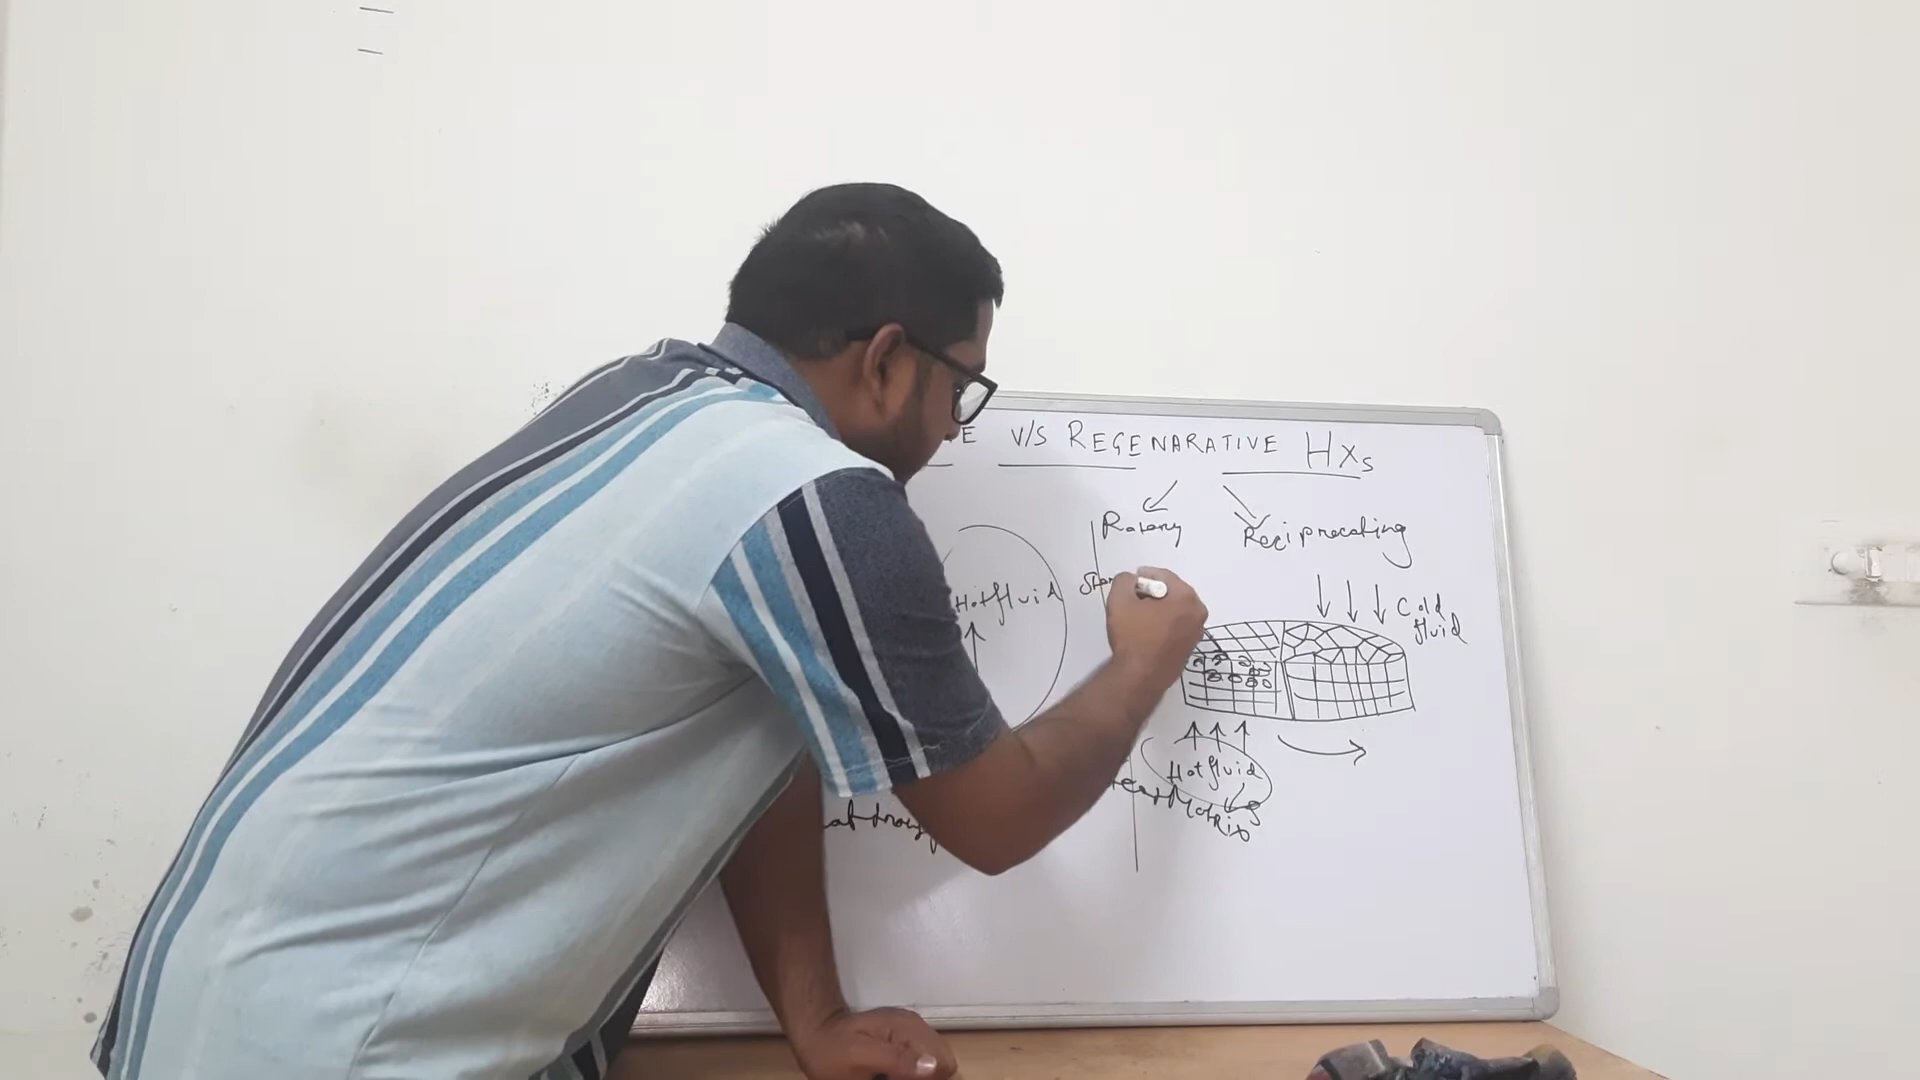 E V/S REGENARATIVE HXs
Rotary
Reciprocating
Hot fluid
Cold
fluid
Hot fluid
Matrix